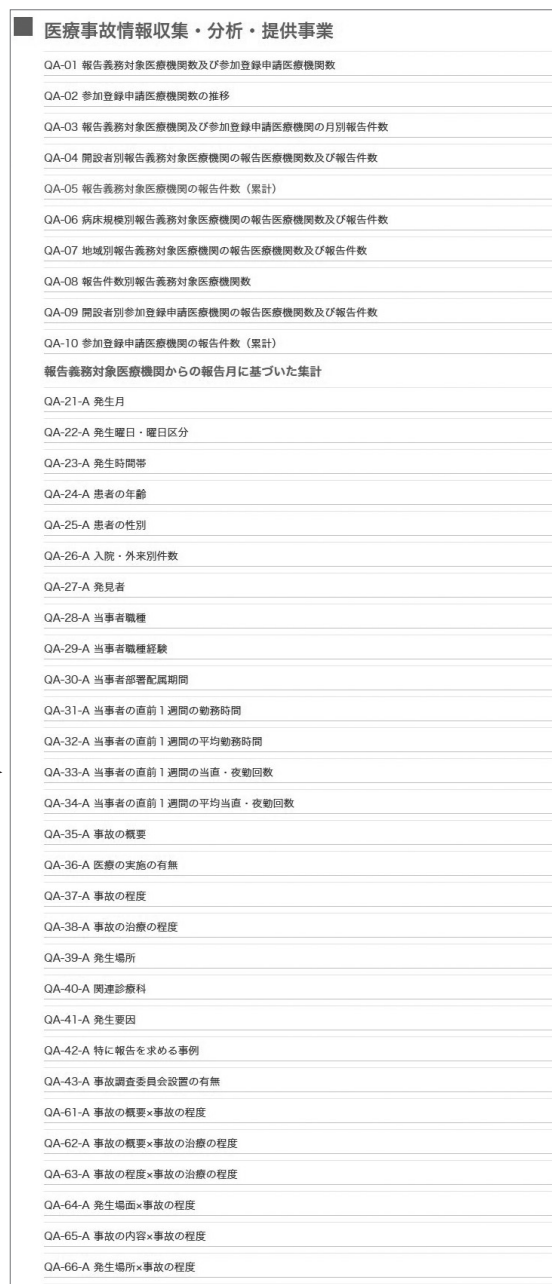 医療事故情報収集・分析・提供事業
QA-01 報告義務対象医療機関数及び参加登録申請医療機関数
QA-02 参加登録申請医療機関数の推移
QA-03 報告義務対象医療機関及び参加登録申請医療機関の月別報告件数
QA-04 開設者別報告義務対象医療機関の報告医療機関数及び報告件数
QA-05 報告義務対象医療機関の報告件数（累計）
QA-06 病床規模別報告義務対象医療機関の報告医療機関数及び報告件数
QA-07 地域別報告義務対象医療機関の報告医療機関数及び報告件数
QA-08 報告件数別報告義務対象医療機関数
QA-09 開設者別参加登録申請医療機関の報告医療機関数及び報告件数
QA-10 参加登録申請医療機関の報告件数（累計）
報告義務対象医療機関からの報告月に基づいた集計
QA-21-A 発生月
QA-22-A 発生曜日・曜日区分
QA-23-A 発生時間帯
QA-24-A 患者の年齢
QA-25-A 患者の性別
QA-26-A 入院・外来別件数
QA-27-A 発見者
QA-28-A 当事者職種
QA-29-A 当事者職種経験
QA-30-A 当事者部署配属期間
QA-31-A 当事者の直前１週間の勤務時間
QA-32-A 当事者の直前１週間の平均勤務時間
QA-33-A 当事者の直前１週間の当直・夜勤回数
QA-34-A 当事者の直前１週間の平均当直・夜勤回数
QA-35-A 事故の概要
QA-36-A 医療の実施の有無
QA-37-A 事故の程度
QA-38-A 事故の治療の程度
QA-39-A 発生場所
QA-40-A 関連診療科
QA-41-A 発生要因
QA-42-A 特に報告を求める事例
QA-43-A 事故調査委員会設置の有無
QA-61-A 事故の概要×事故の程度
QA-62-A 事故の概要×事故の治療の程度
QA-63-A 事故の程度×事故の治療の程度
QA-64-A 発生場面×事故の程度
QA-65-A 事故の内容×事故の程度
QA-66-A 発生場所×事故の程度